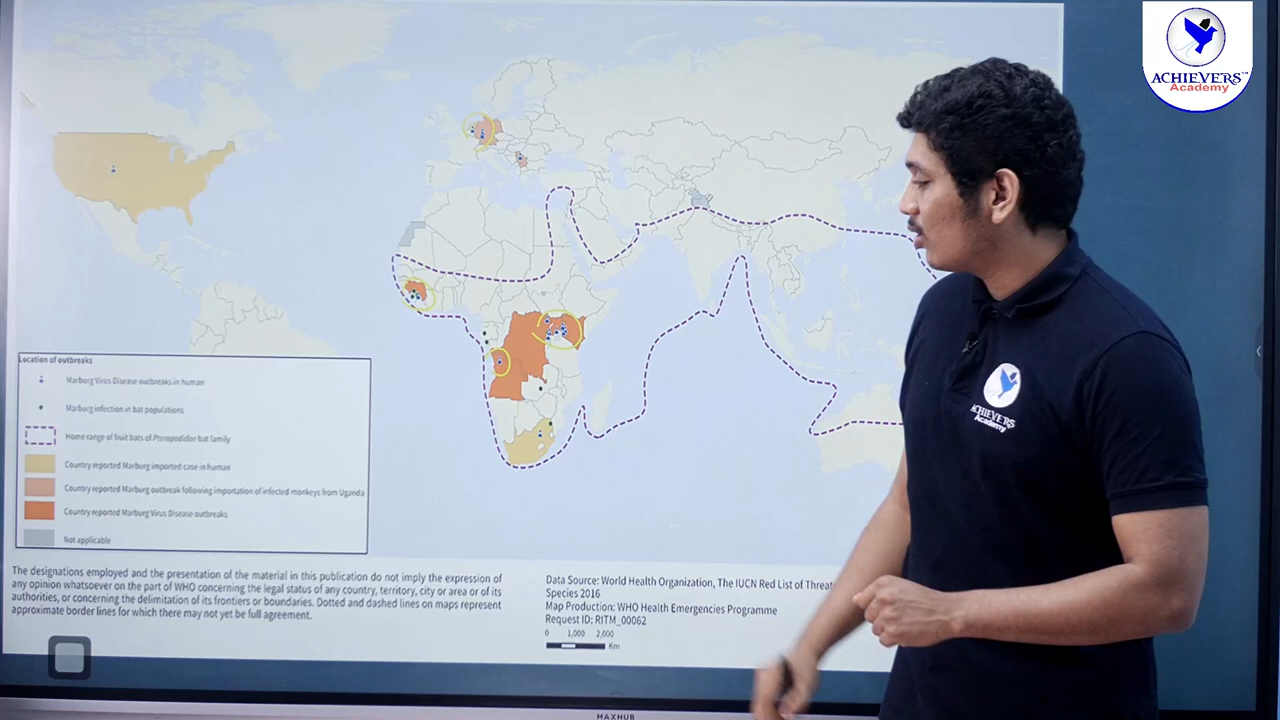 ACHIEVERS™
Academy
Location of outbreaks
Marburg Virus Disease outbreaks in human
Marburg infection in bat populations
Home range of fruit bats of Pteropodidae bat family
Country reported Marburg imported case in human
Country reported Marburg outbreak following importation of infected monkeys from Uganda
Country reported Marburg Virus Disease outbreaks
Not applicable
The designations employed and the presentation of the material in this publication do not imply the expression of
any opinion whatsoever on the part of WHO concerning the legal status of any country, territory, city or area or of its
authorities, or concerning the delimitation of its frontiers or boundaries. Dotted and dashed lines on maps represent
approximate border lines for which there may not yet be full agreement.
Data Source: World Health Organization, The IUCN Red List of Threat
Species 2016
Map Production: WHO Health Emergencies Programme
Request ID: RITM_00062
0 1,000 2,000
Km
ACHIEVERS
Academy
MAXHUB